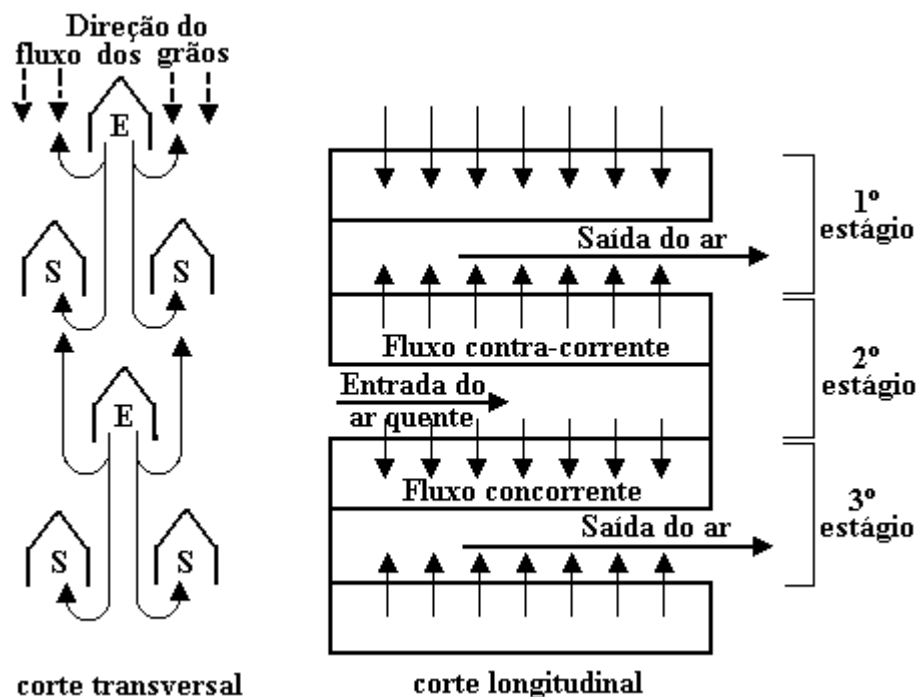 Direção do
fluxo dos grãos
E
S
S
E
S
S
corte transversal
Saída do ar
Fluxo contra-corrente
Entrada do
ar quente
Fluxo concorrente
Saída do ar
corte longitudinal
1º
estágio
2º
estágio
3º
estágio